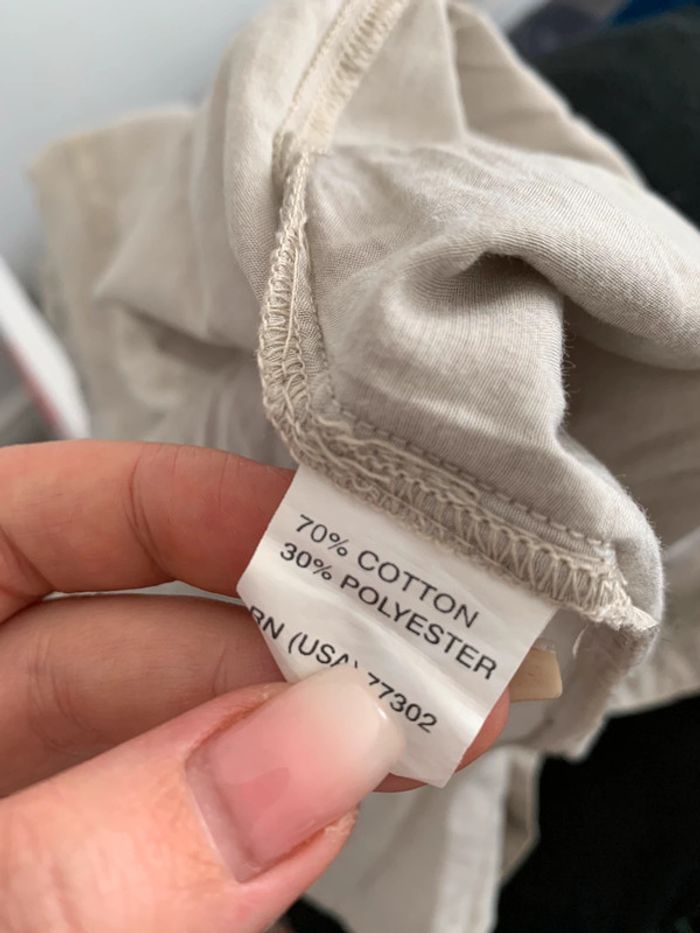 70% COTTON
30% POLYESTER
RN (USA) 77302